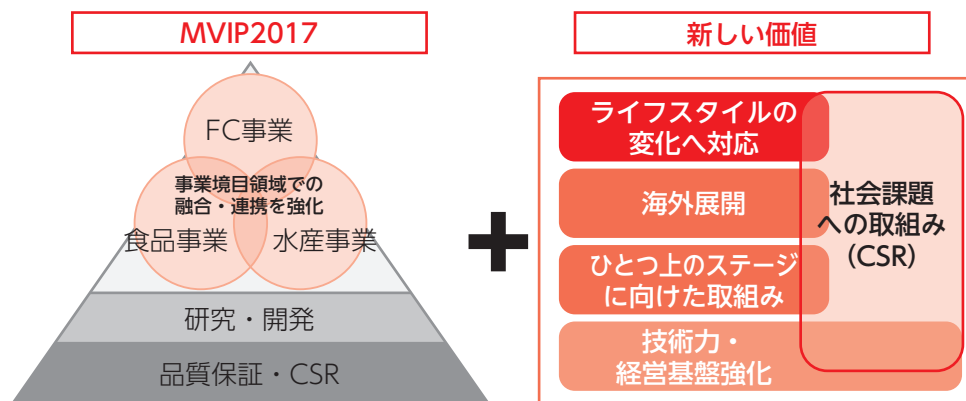 MVIP2017
FC事業
事業境目領域での
融合・連携を強化
食品事業
水産事業
研究・開発
品質保証・CSR
新しい価値
ライフスタイルの
変化へ対応
海外展開
ひとつ上のステージ
に向けた取組み
技術力・
経営基盤強化
社会課題
への取組み
(CSR)